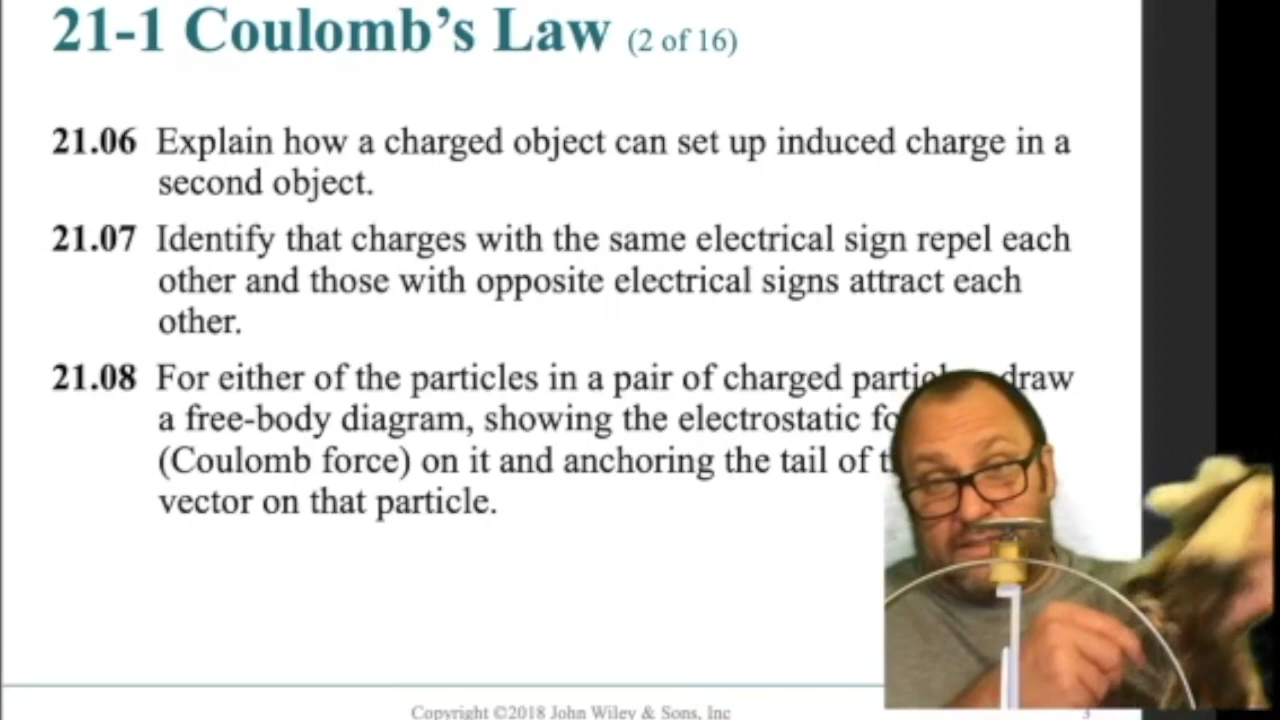 21-1 Coulomb's Law (2 of 16)
21.06 Explain how a charged object can set up induced charge in a
second object.
21.07 Identify that charges with the same electrical sign repel each
other and those with opposite electrical signs attract each
other.
21.08 For either of the particles in a pair of charged draw
a free-body diagram, showing the electrostatic
(Coulomb force) on it and anchoring the tail of
vector on that particle.
Copyright ©2018 John Wiley & Sons, Inc